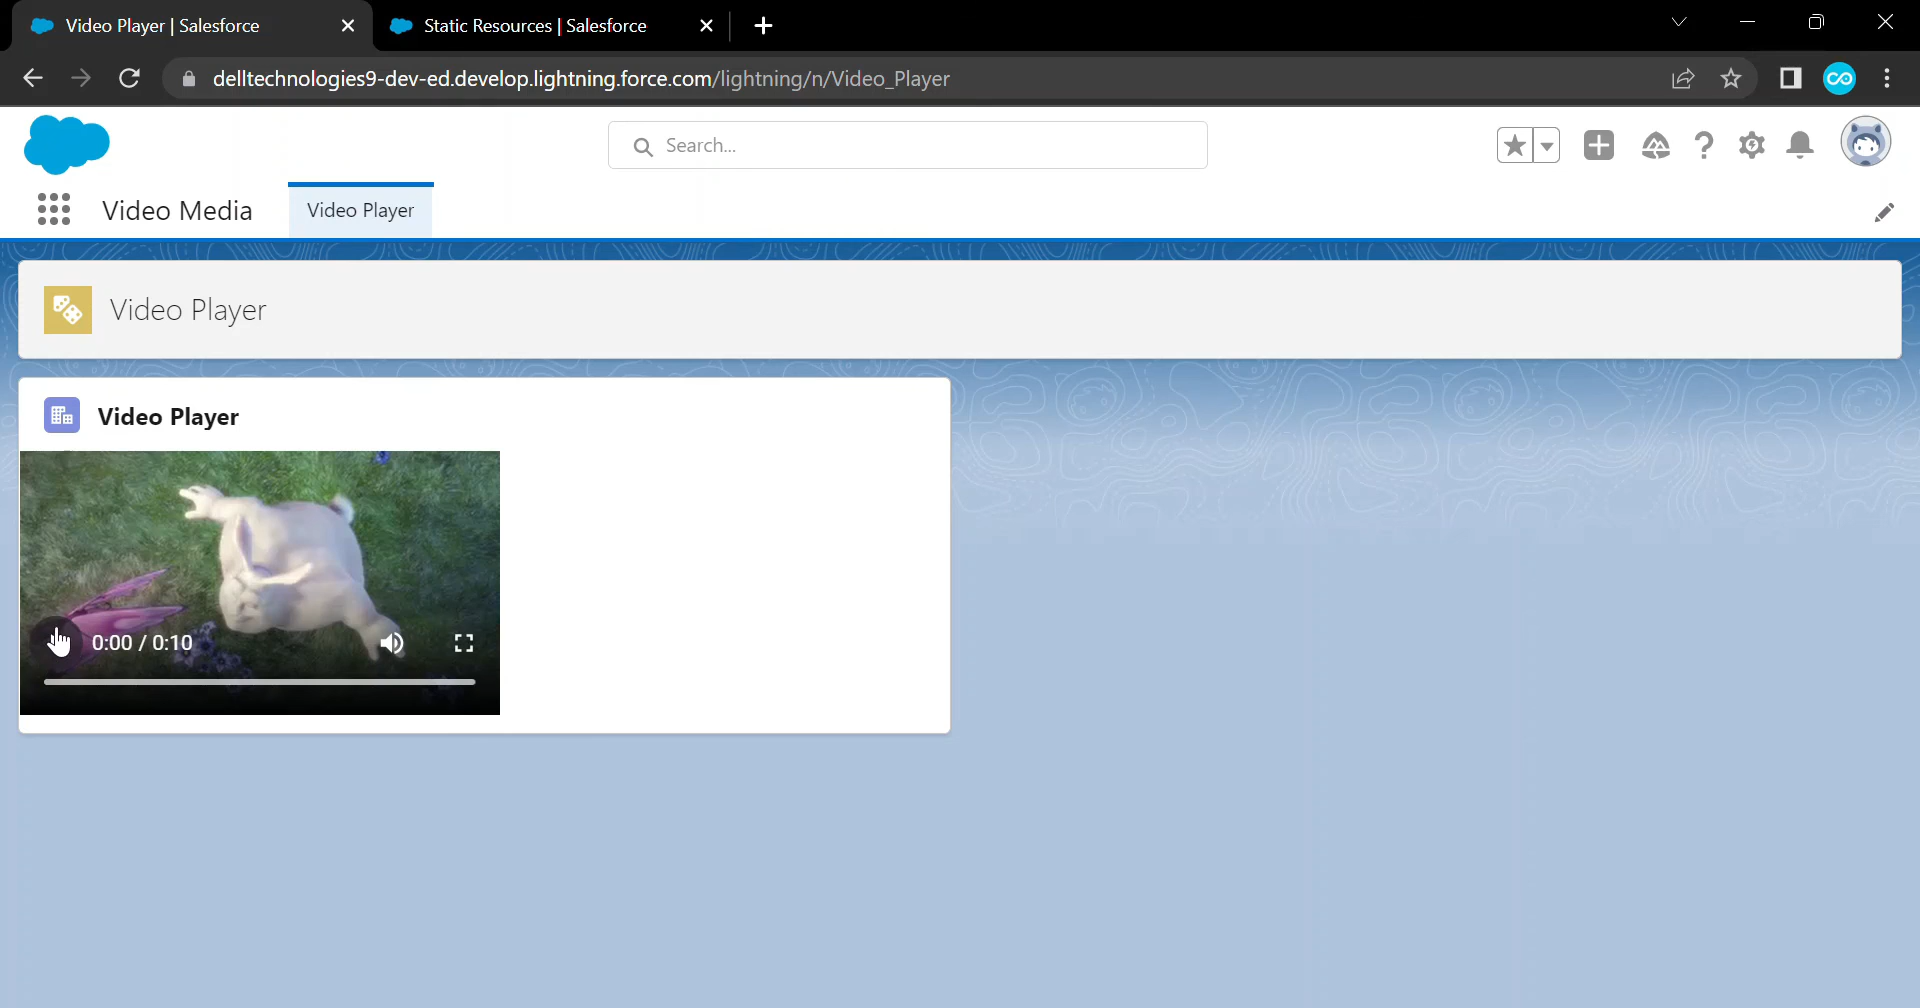 Video Player | Salesforce
Static Resources | Salesforce
delltechnologies9-dev-ed.develop.lightning.force.com/lightning/n/Video_Player
Search...
Video Media
Video Player
Video Player
Video Player
0:00 / 0:10